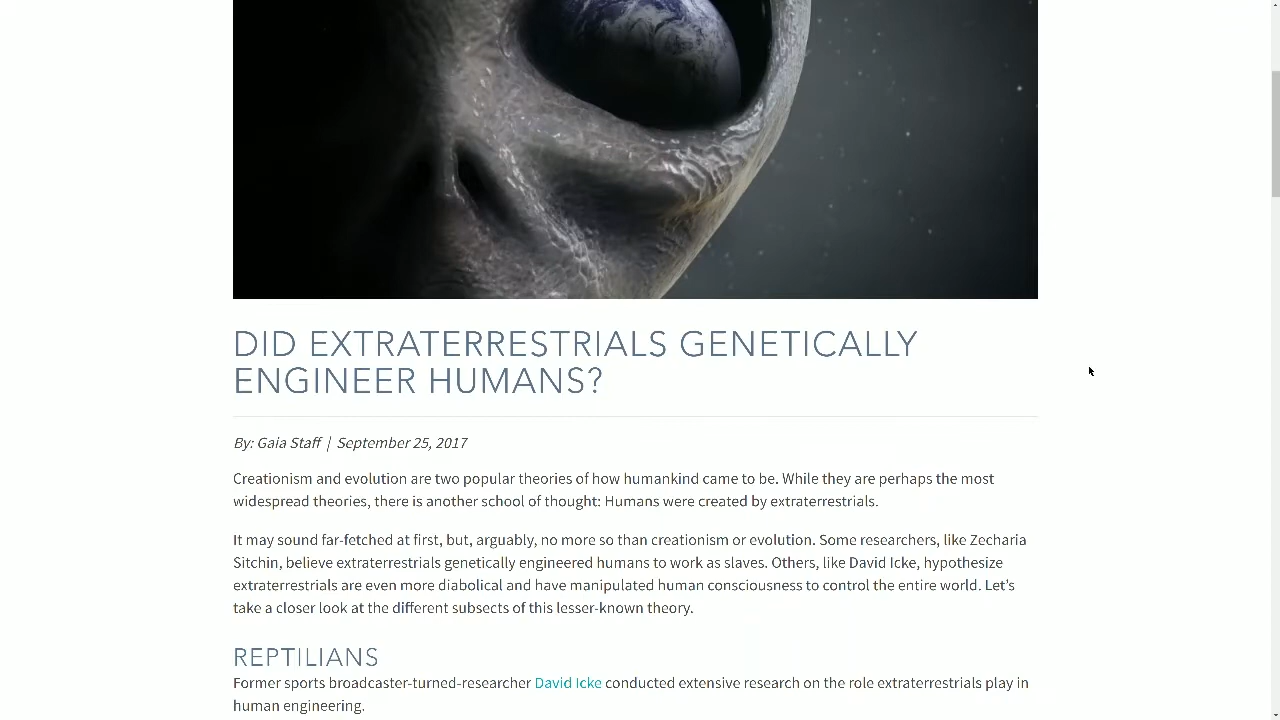 DID EXTRATERRESTRIALS GENETICALLY
ENGINEER HUMANS?
By: Gaia Staff | September 25, 2017
Creationism and evolution are two popular theories of how humankind came to be. While they are perhaps the most
widespread theories, there is another school of thought: Humans were created by extraterrestrials.
It may sound far-fetched at first, but, arguably, no more so than creationism or evolution. Some researchers, like Zecharia
Sitchin, believe extraterrestrials genetically engineered humans to work as slaves. Others, like David Icke, hypothesize
extraterrestrials are even more diabolical and have manipulated human consciousness to control the entire world. Let's
take a closer look at the different subsects of this lesser-known theory.
REPTILIANS
Former sports broadcaster-turned-researcher David Icke conducted extensive research on the role extraterrestrials play in
human engineering.